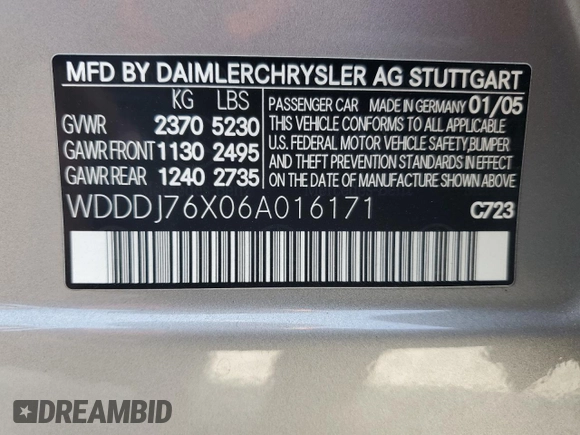 MFD BY DAIMLERCHRYSLER AG STUTTGART
KG LBS
GVWR 2370 5230
GAWR FRONT 1130 2495
GAWR REAR 1240 2735
PASSENGER CAR MADE IN GERMANY 01/05
THIS VEHICLE CONFORMS TO ALL APPLICABLE
U.S. FEDERAL MOTOR VEHICLE SAFETY,BUMPER
AND THEFT PREVENTION STANDARDS IN EFFECT
ON DATE OF MANUFACTURE SHOWN ABOVE.
WDDDJ76X06A016171 C723
DREAMBID